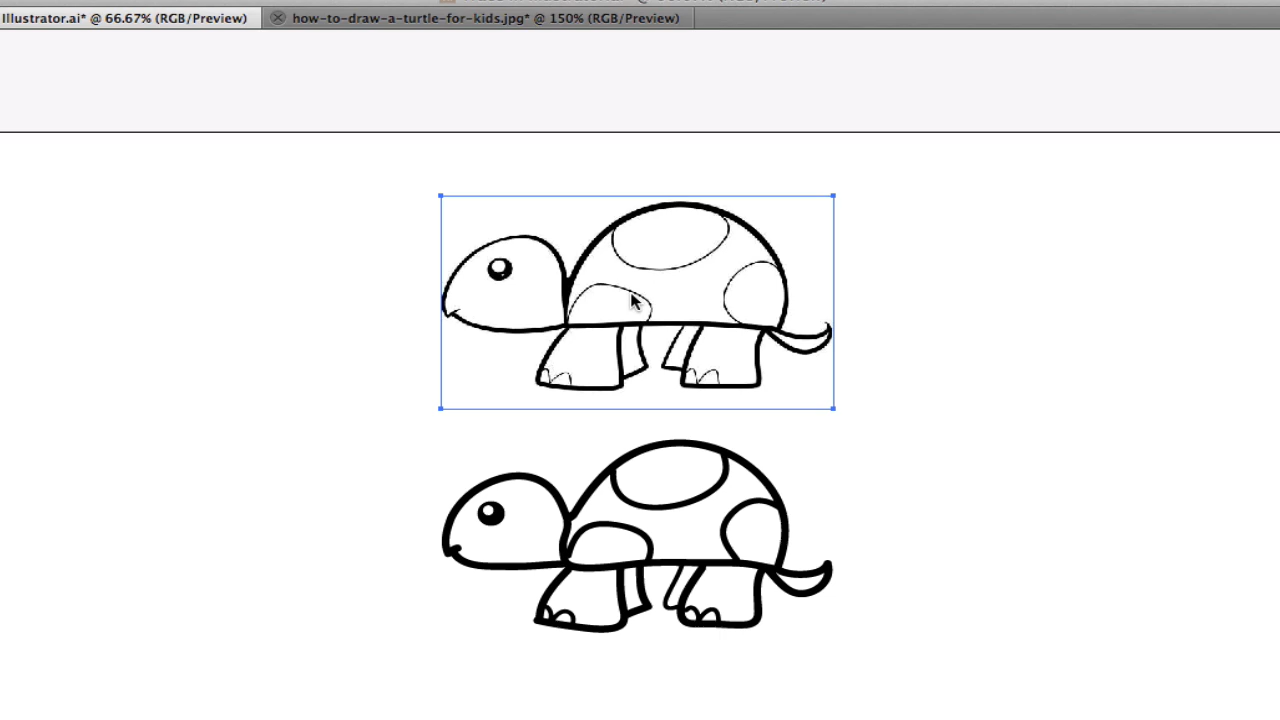 Illustrator.ai* @ 66.67% (RGB/Preview)
how-to-draw-a-turtle-for-kids.jpg* @ 150% (RGB/Preview)